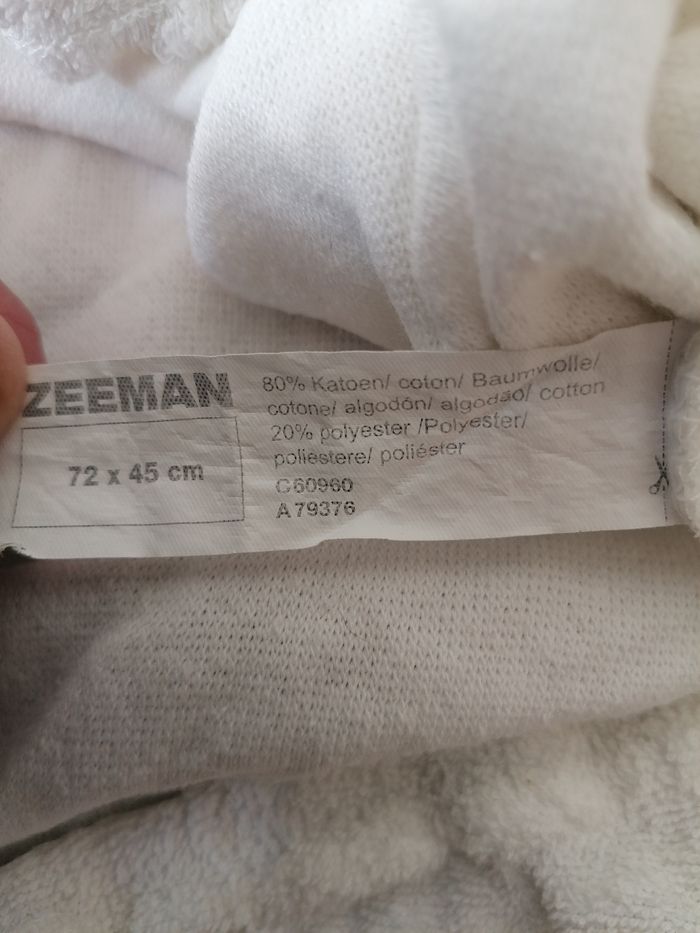 ZEEMAN
72 x 45 cm
80% Katoen/ coton/ Baumwolle/
cotone/ algodón/ algodão/ cotton
20% polyester /Polyester/
poliestere/ poliéster
C60960
A79376